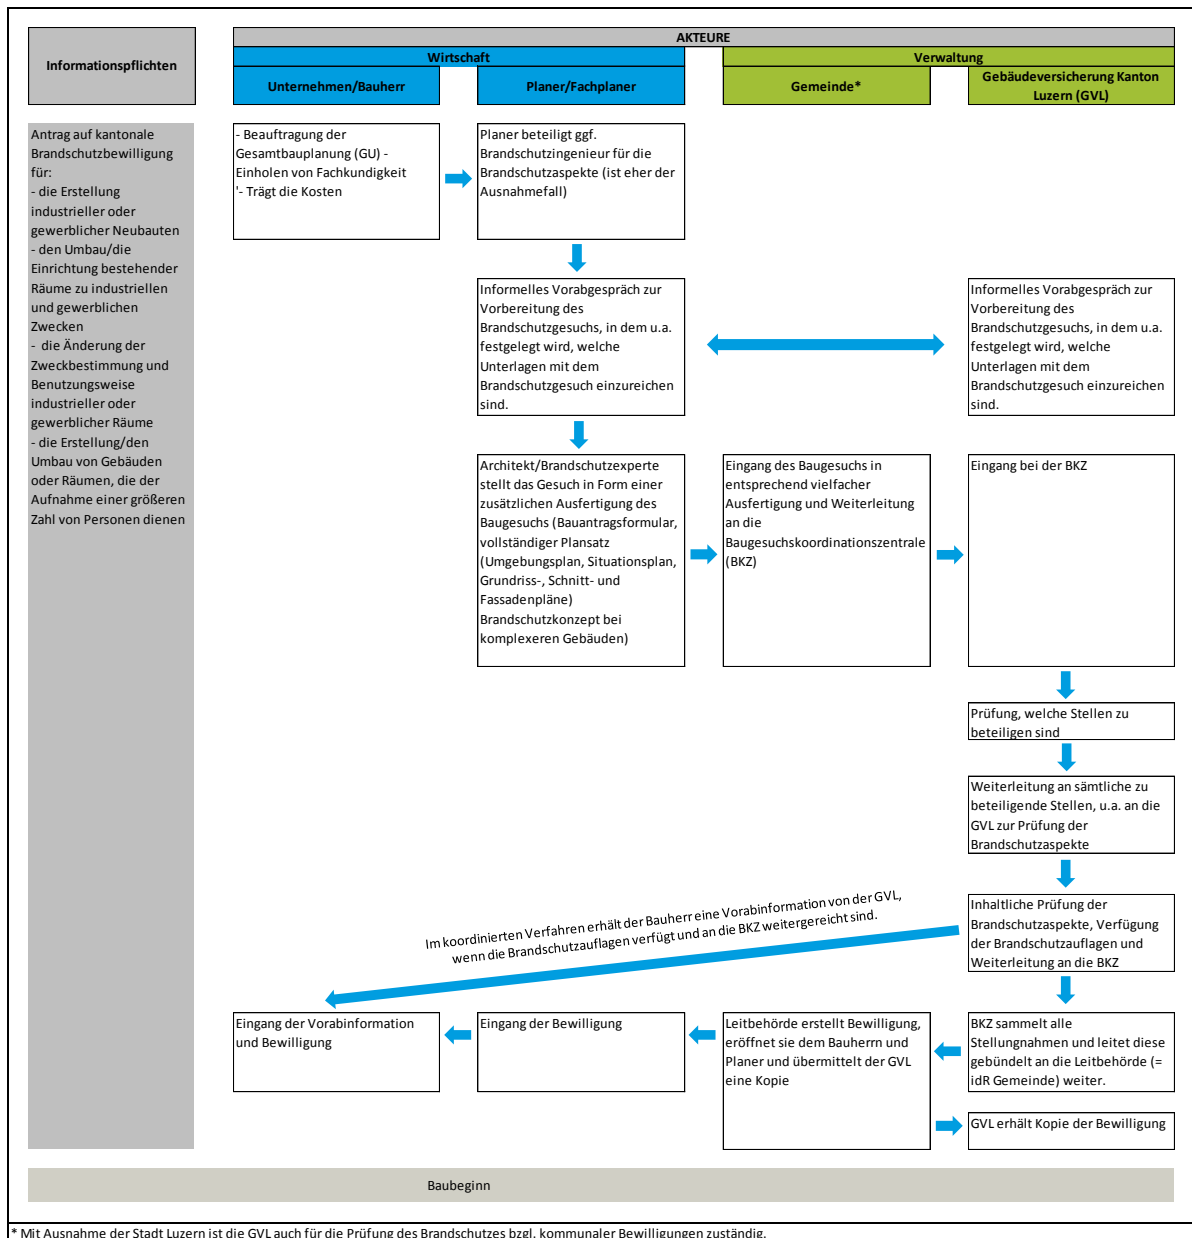 Informationspflichten
AKTEURE
Wirtschaft
Verwaltung
Unternehmen/Bauherr
Planer/Fachplaner
Gemeinde*
Gebäudeversicherung Kanton
Luzern (GVL)
Antrag auf kantonale
Brandschutzbewilligung
für:
- die Erstellung
industrieller oder
gewerblicher Neubauten
- den Umbau/die
Einrichtung bestehender
Räume zu industriellen
und gewerblichen
Zwecken
- die Änderung der
Zweckbestimmung und
Benutzungsweise
industrieller oder
gewerblicher Räume
- die Erstellung/den
Umbau von Gebäuden
oder Räumen, die der
Aufnahme einer größeren
Zahl von Personen dienen
- Beauftragung der
Gesamtbauplanung (GU) -
Einholen von Fachkundigkeit
'- Trägt die Kosten
Planer beteiligt ggf.
Brandschutzingenieur für die
Brandschutzaspekte (ist eher der
Ausnahmefall)
Informelles Vorabgespräch zur
Vorbereitung des
Brandschutzgesuchs, in dem u.a.
festgelegt wird, welche
Unterlagen mit dem
Brandschutzgesuch einzureichen
sind.
Informelles Vorabgespräch zur
Vorbereitung des
Brandschutzgesuchs, in dem u.a.
festgelegt wird, welche
Unterlagen mit dem
Brandschutzgesuch einzureichen
sind.
Architekt/Brandschutzexperte
stellt das Gesuch in Form einer
zusätzlichen Ausfertigung des
Baugesuchs (Bauantragsformular,
vollständiger Plansatz
(Umgebungsplan, Situationsplan,
Grundriss-, Schnitt- und
Fassadenpläne)
Brandschutzkonzept bei
komplexeren Gebäuden)
Eingang des Baugesuchs in
entsprechend vielfacher
Ausfertigung und Weiterleitung
an die
Baugesuchskoordinationszentrale
(BKZ)
Eingang bei der BKZ
Prüfung, welche Stellen zu
beteiligen sind
Weiterleitung an sämtliche zu
beteiligende Stellen, u.a. an die
GVL zur Prüfung der
Brandschutzaspekte
Inhaltliche Prüfung der
Brandschutzaspekte, Verfügung
der Brandschutzauflagen und
Weiterleitung an die BKZ
Im koordinierten Verfahren erhält der Bauherr eine Vorabinformation von der GVL,
wenn die Brandschutzauflagen verfügt und an die BKZ weitergereicht sind.
Eingang der Vorabinformation
und Bewilligung
Eingang der Bewilligung
Leitbehörde erstellt Bewilligung,
eröffnet sie dem Bauherrn und
Planer und übermittelt der GVL
eine Kopie
BKZ sammelt alle
Stellungnahmen und leitet diese
gebündelt an die Leitbehörde (=
idR Gemeinde) weiter.
GVL erhält Kopie der Bewilligung
Baubeginn
* Mit Ausnahme der Stadt Luzern ist die GVL auch für die Prüfung des Brandschutzes bzgl. kommunaler Bewilligungen zuständig.